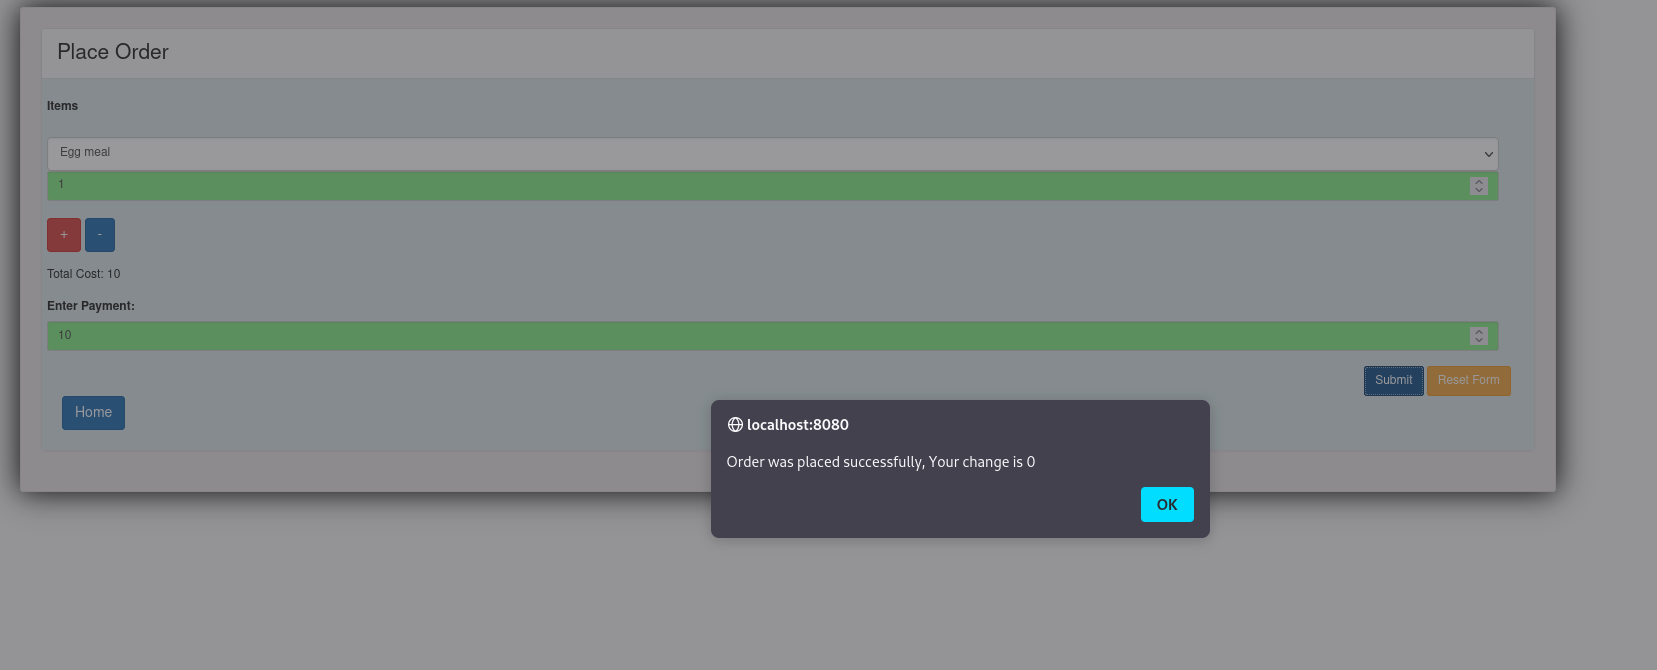 Place Order
Items
Egg meal
1
+ -
Total Cost: 10
Enter Payment:
10
Submit Reset Form
Home
localhost:8080
Order was placed successfully, Your change is 0
OK